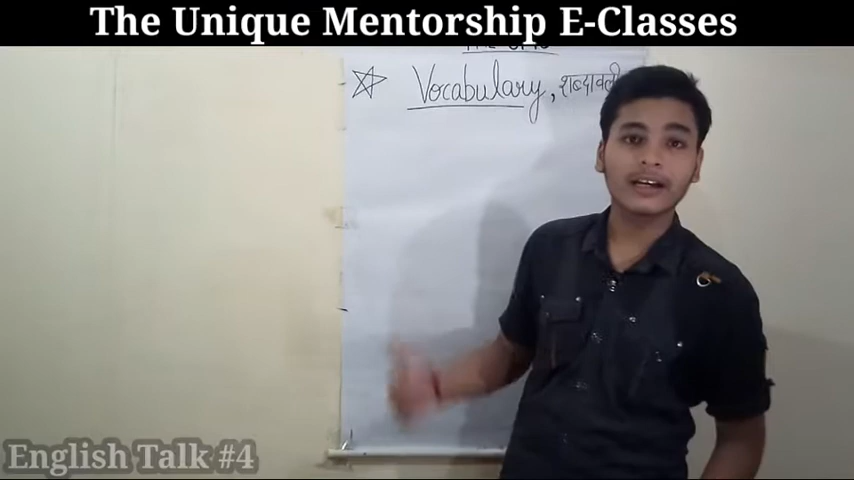 The Unique Mentorship E-Classes
Vocabulary, शब्दावली
English Talk #4